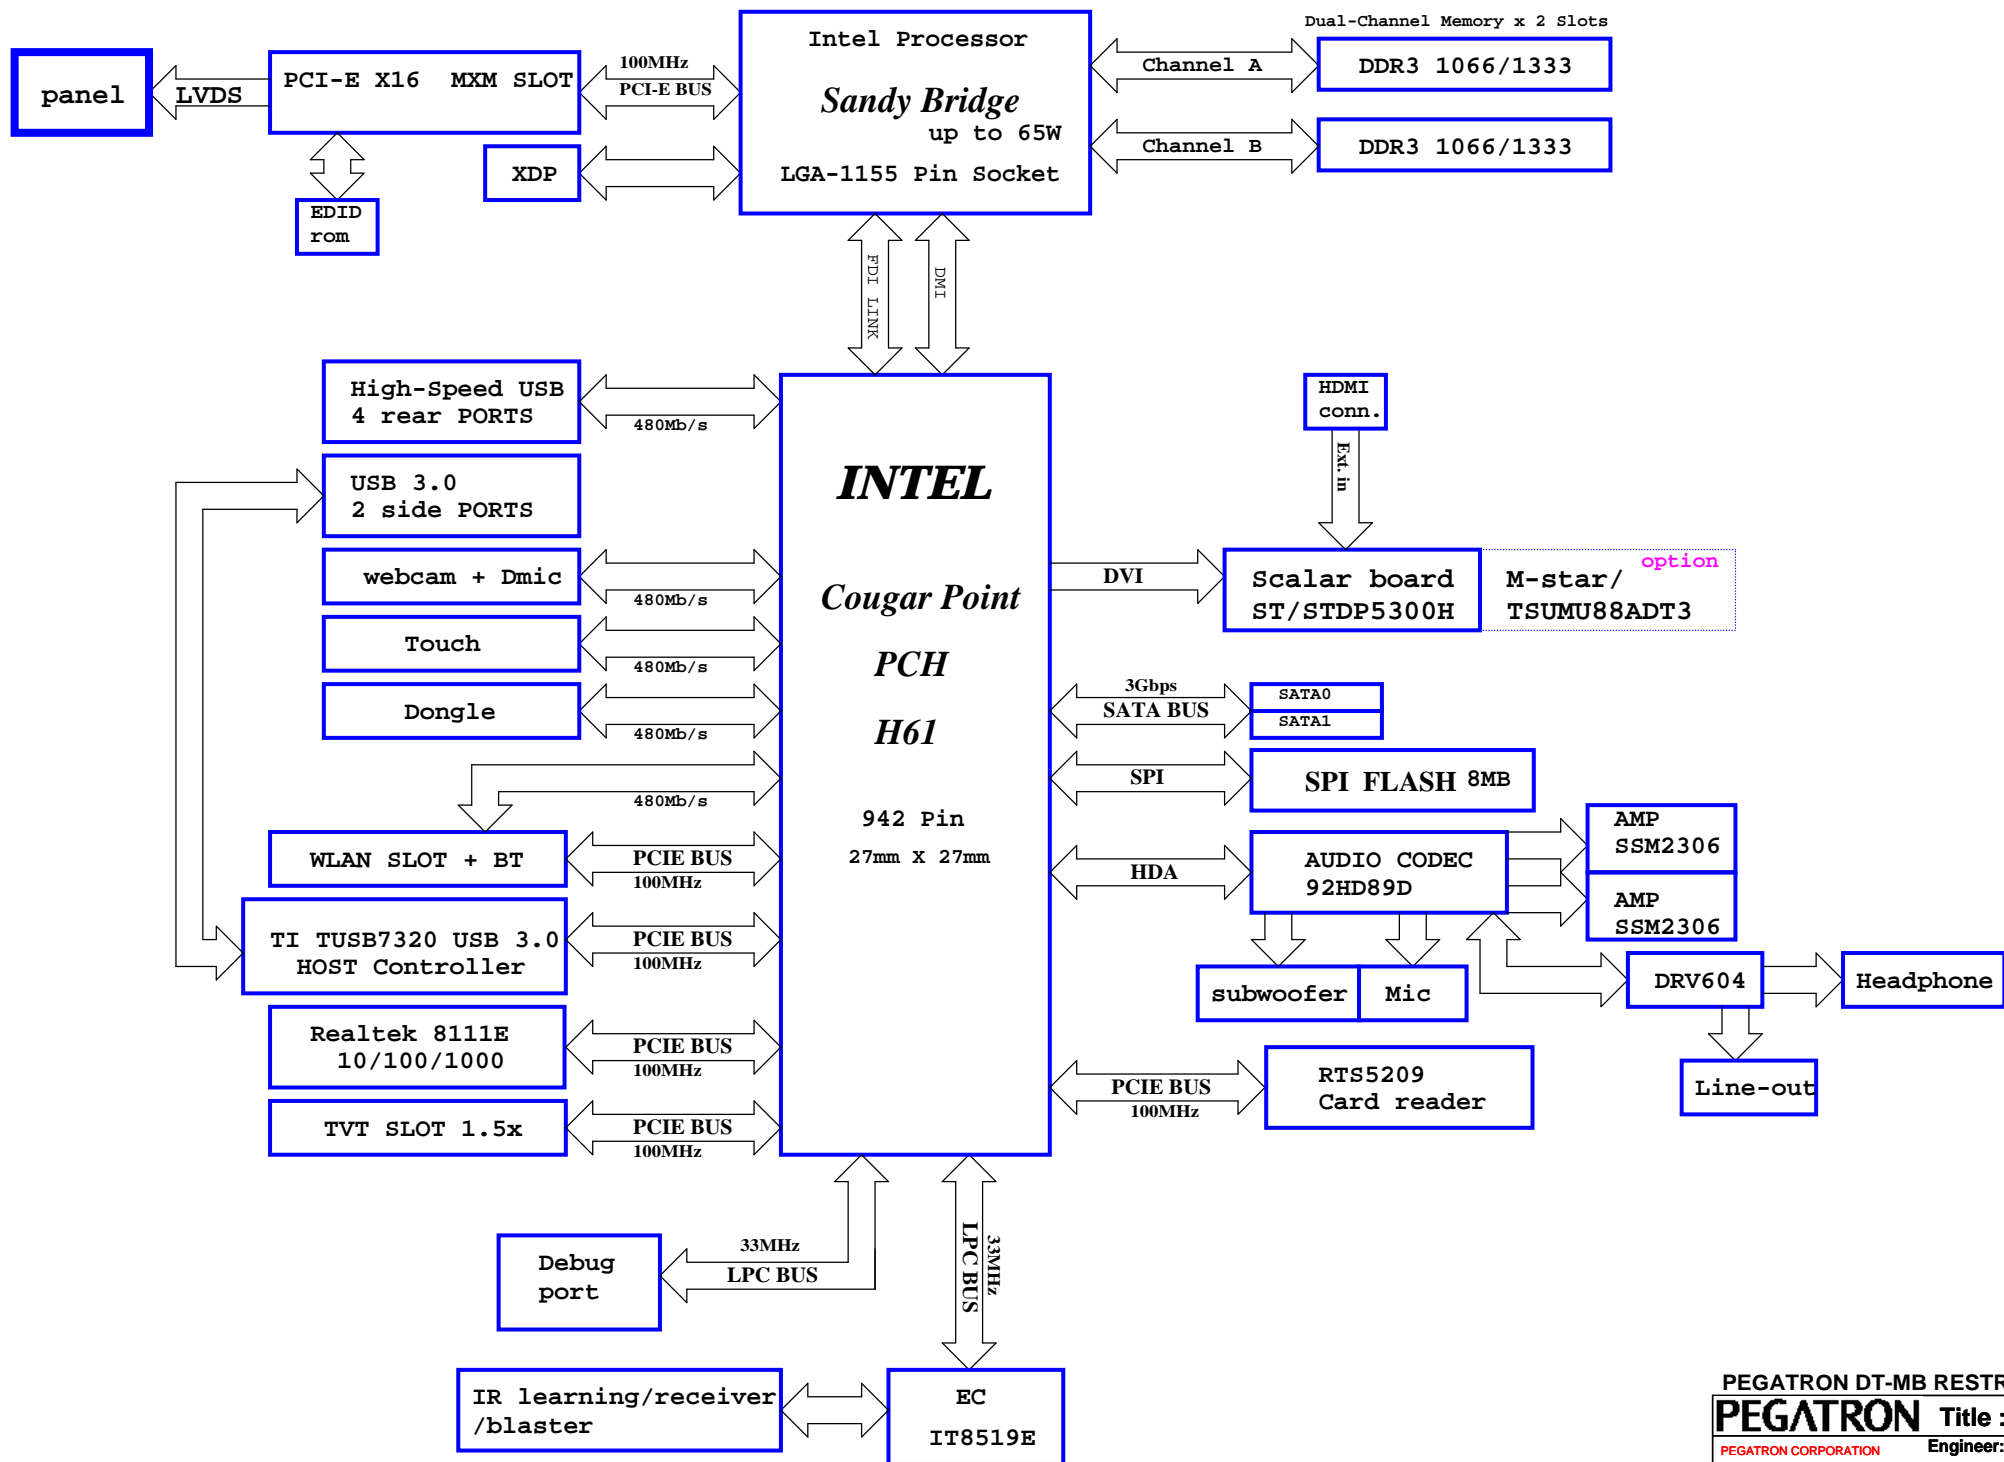 Dual-Channel Memory x 2 Slots
Intel Processor
Sandy Bridge
up to 65W
LGA-1155 Pin Socket
panel
LVDS
PCI-E X16 MXM SLOT
100MHz
PCI-E BUS
Channel A
DDR3 1066/1333
Channel B
DDR3 1066/1333
XDP
EDID
rom
FDI LINK
DMI
High-Speed USB
4 rear PORTS
480Mb/s
USB 3.0
2 side PORTS
webcam + Dmic
480Mb/s
Touch
480Mb/s
Dongle
480Mb/s
480Mb/s
WLAN SLOT + BT
PCIE BUS
100MHz
TI TUSB7320 USB 3.0
HOST Controller
PCIE BUS
100MHz
Realtek 8111E
10/100/1000
PCIE BUS
100MHz
TVT SLOT 1.5x
PCIE BUS
100MHz
INTEL
Cougar Point
PCH
H61
942 Pin
27mm X 27mm
HDMI
conn.
Ext. in
DVI
Scalar board
ST/STDP5300H
option
M-star/
TSUMU88ADT3
3Gbps
SATA BUS
SATA0
SATA1
SPI
SPI FLASH 8MB
HDA
AUDIO CODEC
92HD89D
AMP
SSM2306
AMP
SSM2306
subwoofer
Mic
DRV604
Headphone
Line-out
PCIE BUS
100MHz
RTS5209
Card reader
Debug
port
33MHz
LPC BUS
33MHz
LPC BUS
IR learning/receiver
/blaster
EC
IT8519E
PEGATRON DT-MB RESTR
PEGATRON Title :
PEGATRON CORPORATION Engineer: